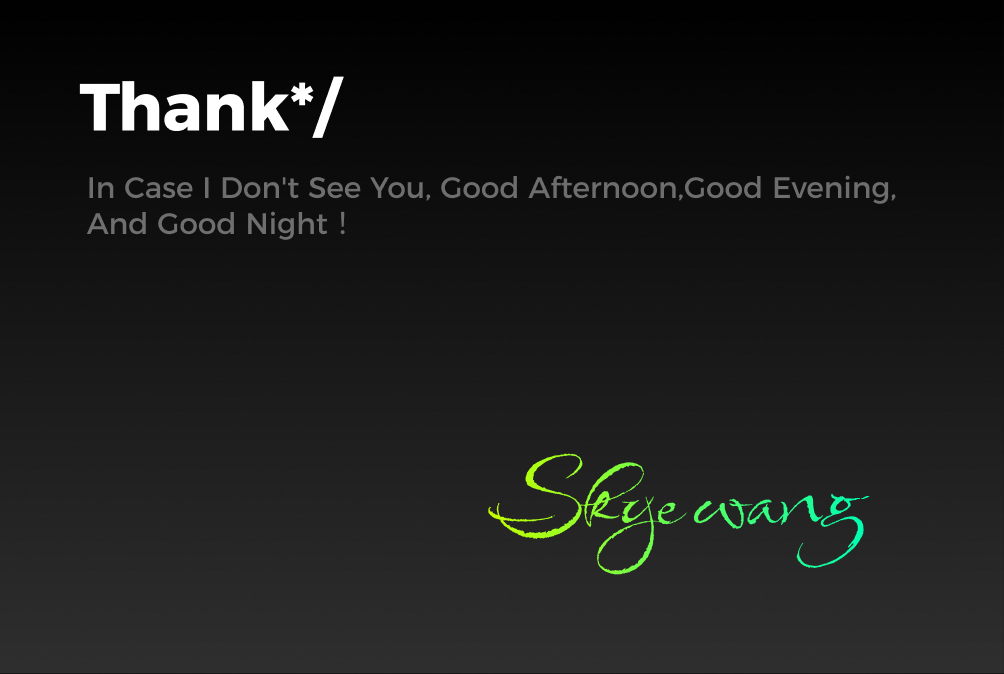 Thank*/
In Case I Don't See You, Good Afternoon,Good Evening,
And Good Night !
Skye wang